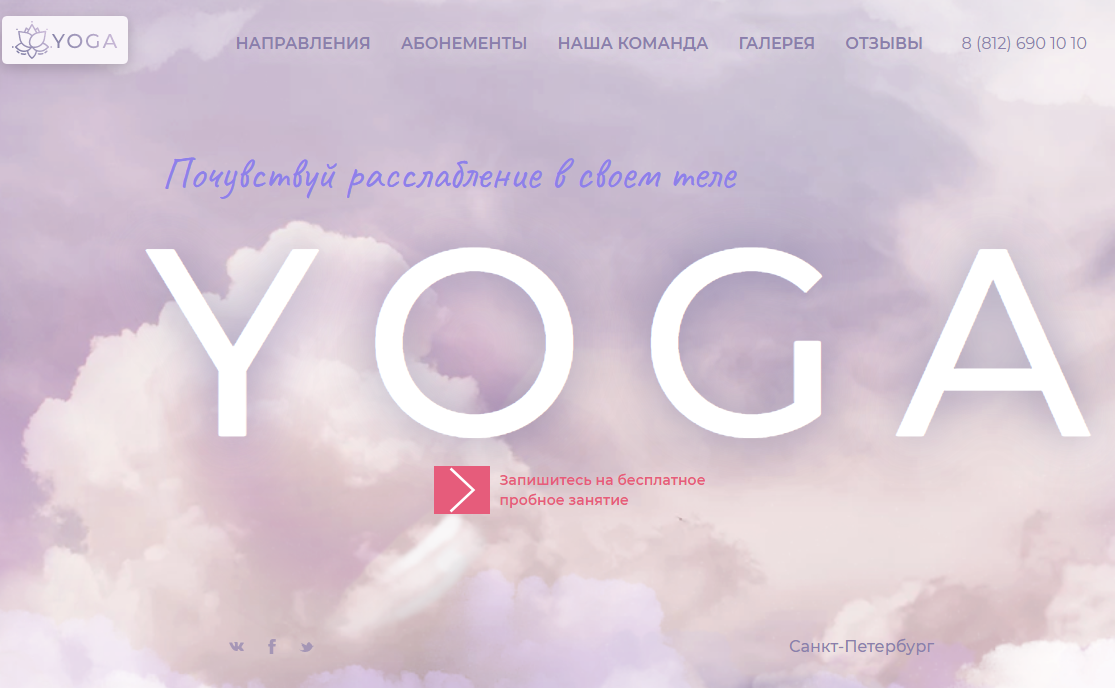 YOGA
НАПРАВЛЕНИЯ АБОНЕМЕНТЫ НАША КОМАНДА ГАЛЕРЕЯ ОТЗЫВЫ 8 (812) 690 10 10
Почувствуй расслабление в своем теле
YOGA
Запишитесь на бесплатное
пробное занятие
Санкт-Петербург